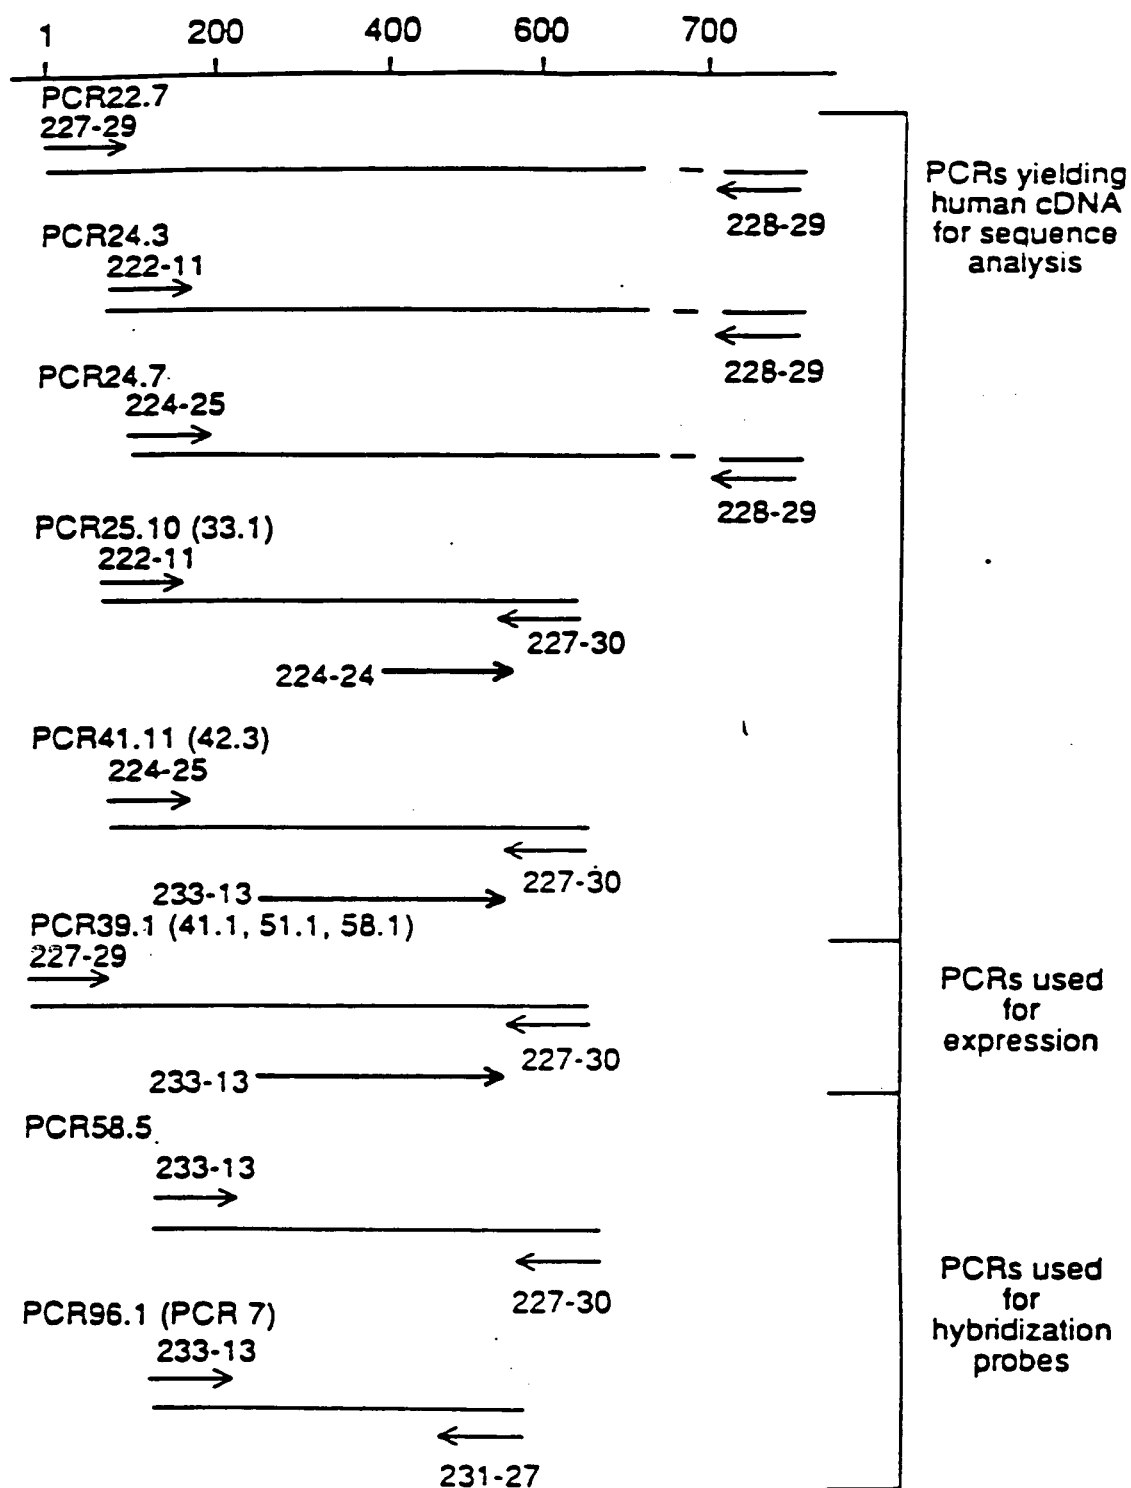 1 200 400 600 700
PCR22.7
227-29
228-29
PCRs yielding
human cDNA
for sequence
analysis
PCR24.3
222-11
228-29
PCR24.7
224-25
228-29
PCR25.10 (33.1)
222-11
227-30
224-24
PCR41.11 (42.3)
224-25
227-30
233-13
PCR39.1 (41.1, 51.1, 58.1)
227-29
227-30
233-13
PCRs used
for
expression
PCR58.5
233-13
227-30
PCR96.1 (PCR 7)
233-13
231-27
PCRs used
for
hybridization
probes